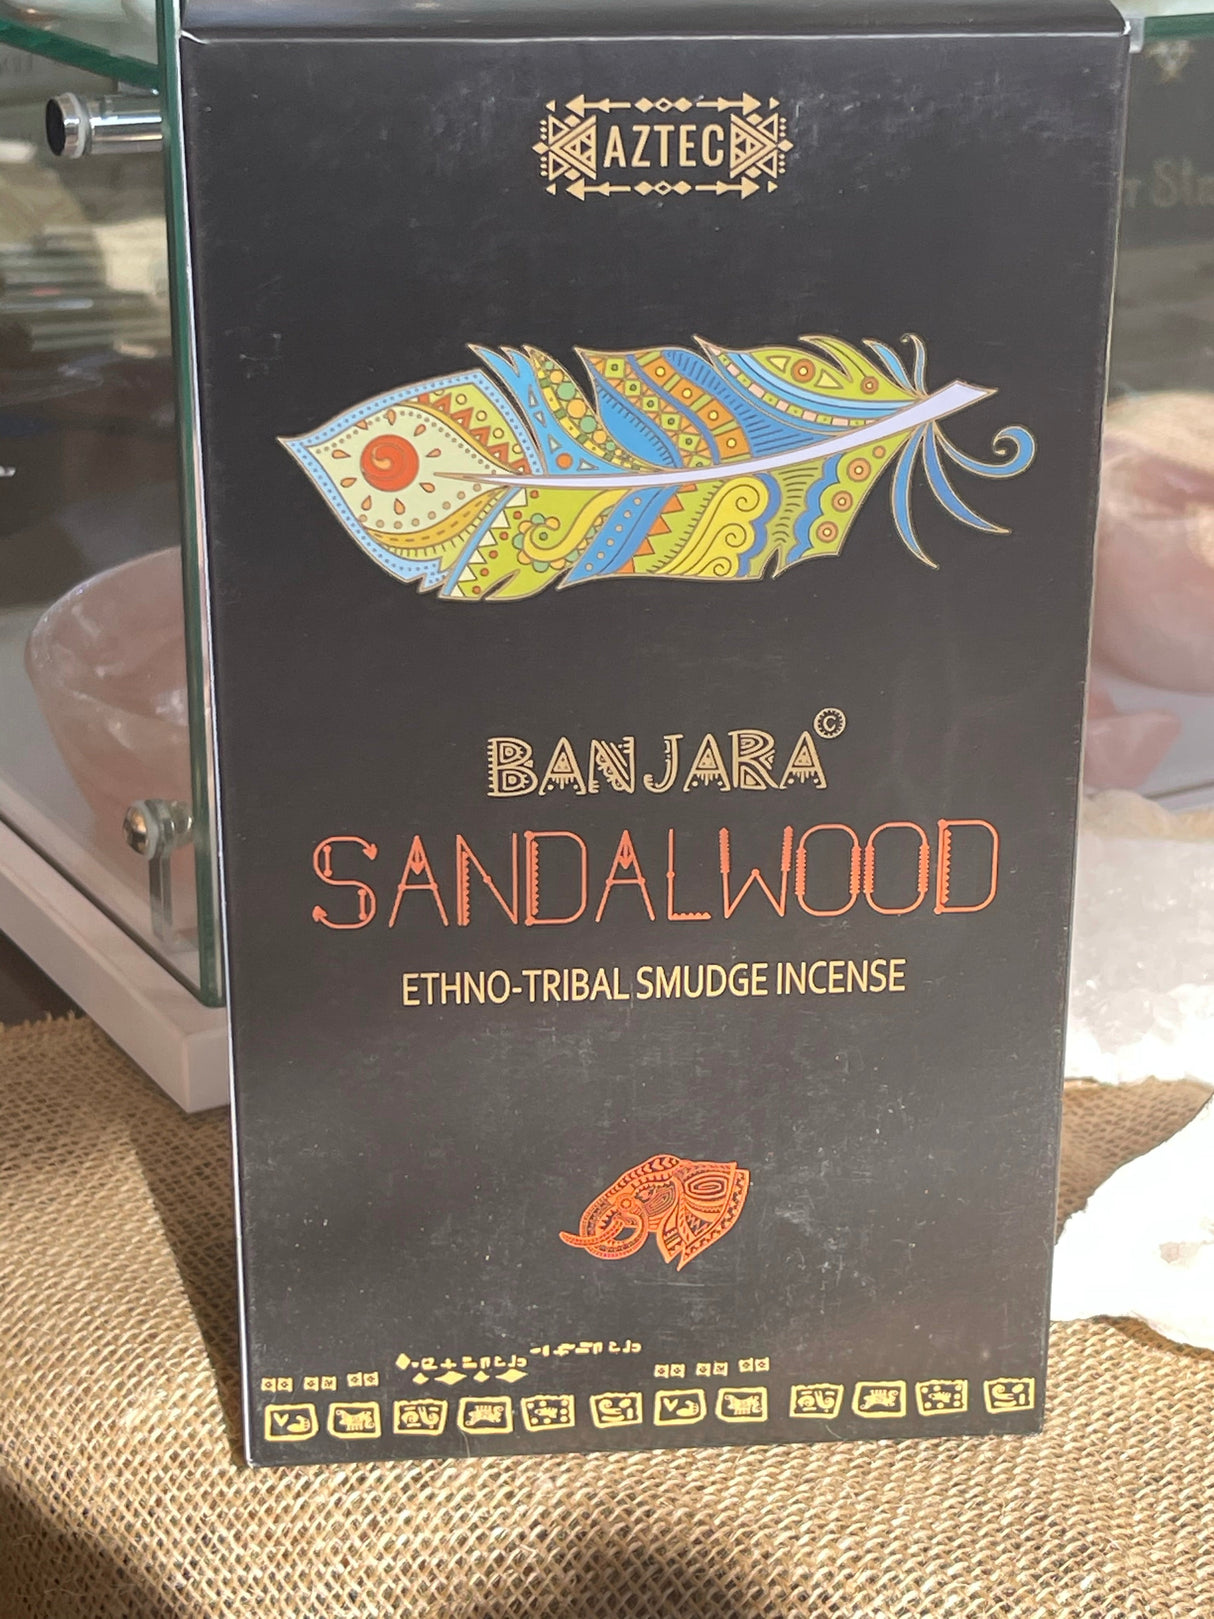 AZTEC
BANJARA©
SANDALWOOD
ETHNO-TRIBAL SMUDGE INCENSE